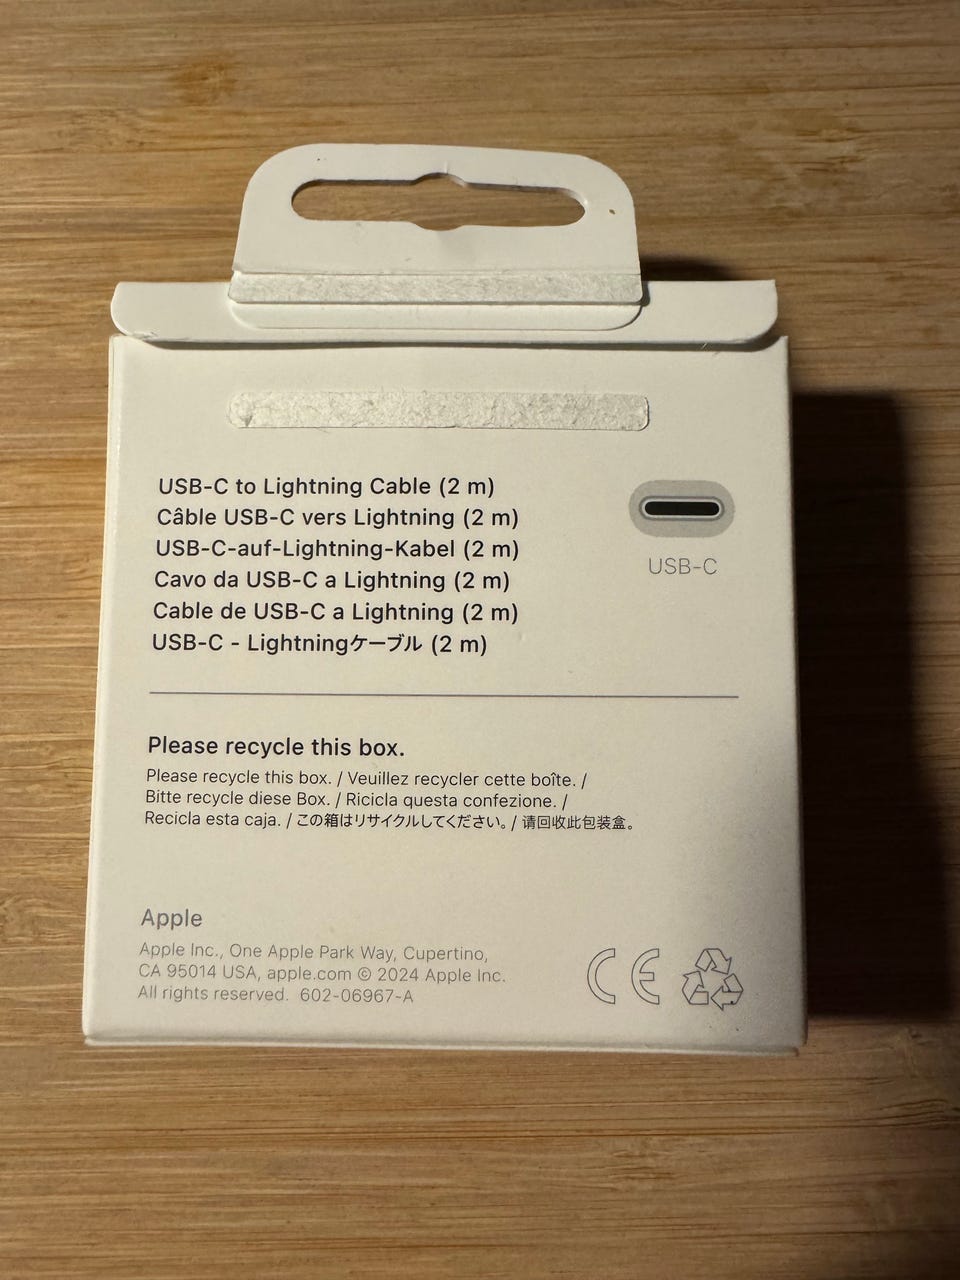 USB-C to Lightning Cable (2 m)
Câble USB-C vers Lightning (2 m)
USB-C-auf-Lightning-Kabel (2 m)
Cavo da USB-C a Lightning (2 m)
Cable de USB-C a Lightning (2 m)
USB-C - Lightningケーブル (2 m)
USB-C
Please recycle this box.
Please recycle this box. / Veuillez recycler cette boîte. /
Bitte recycle diese Box. / Ricicla questa confezione. /
Recicla esta caja. / この箱はリサイクルしてください。/ 请回收此包装盒。
Apple
Apple Inc., One Apple Park Way, Cupertino,
CA 95014 USA, apple.com © 2024 Apple Inc.
All rights reserved. 602-06967-A
CE